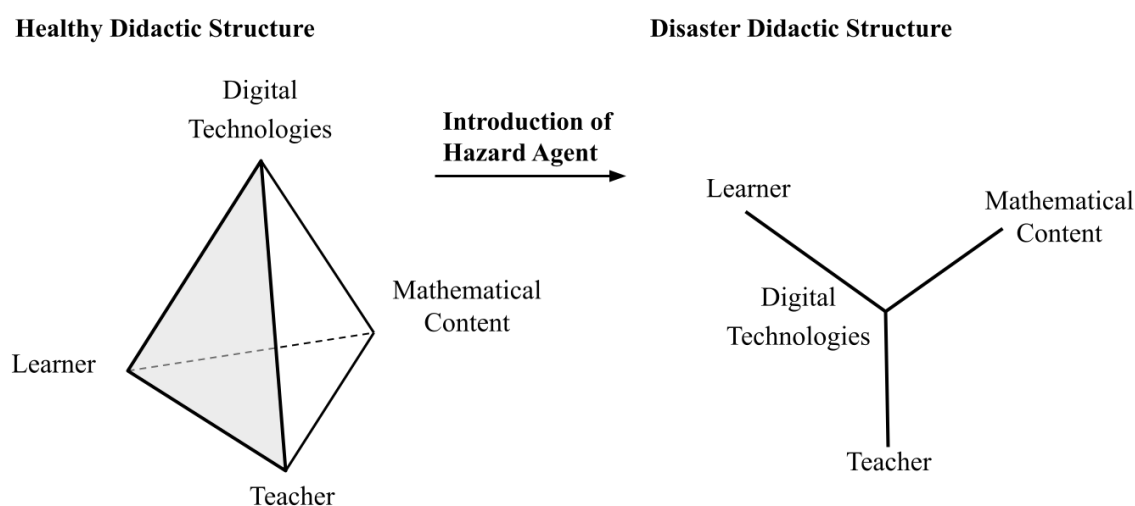 Healthy Didactic Structure
Digital
Technologies
Learner
Mathematical
Content
Teacher
Introduction of
Hazard Agent
Disaster Didactic Structure
Learner
Mathematical
Content
Digital
Technologies
Teacher